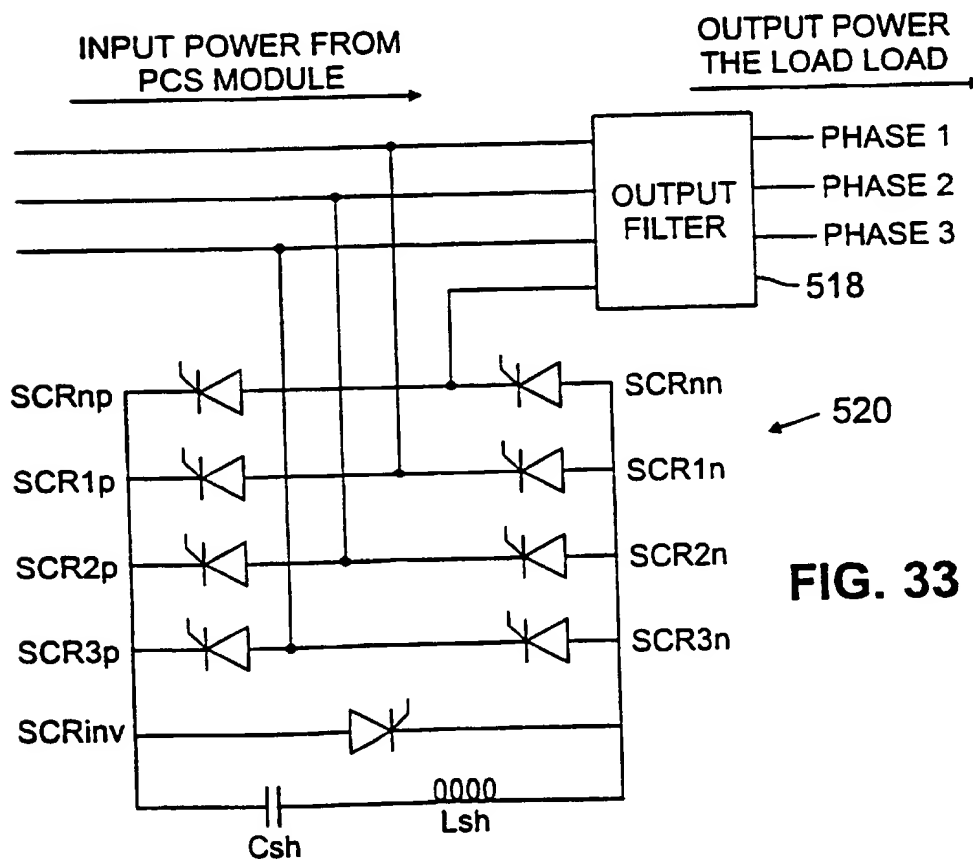 INPUT POWER FROM
PCS MODULE
OUTPUT POWER
THE LOAD LOAD
PHASE 1
PHASE 2
PHASE 3
OUTPUT
FILTER
518
SCRnp
SCRnn
520
SCR1p
SCR1n
SCR2p
SCR2n
FIG. 33
SCR3p
SCR3n
SCRinv
Csh
Lsh